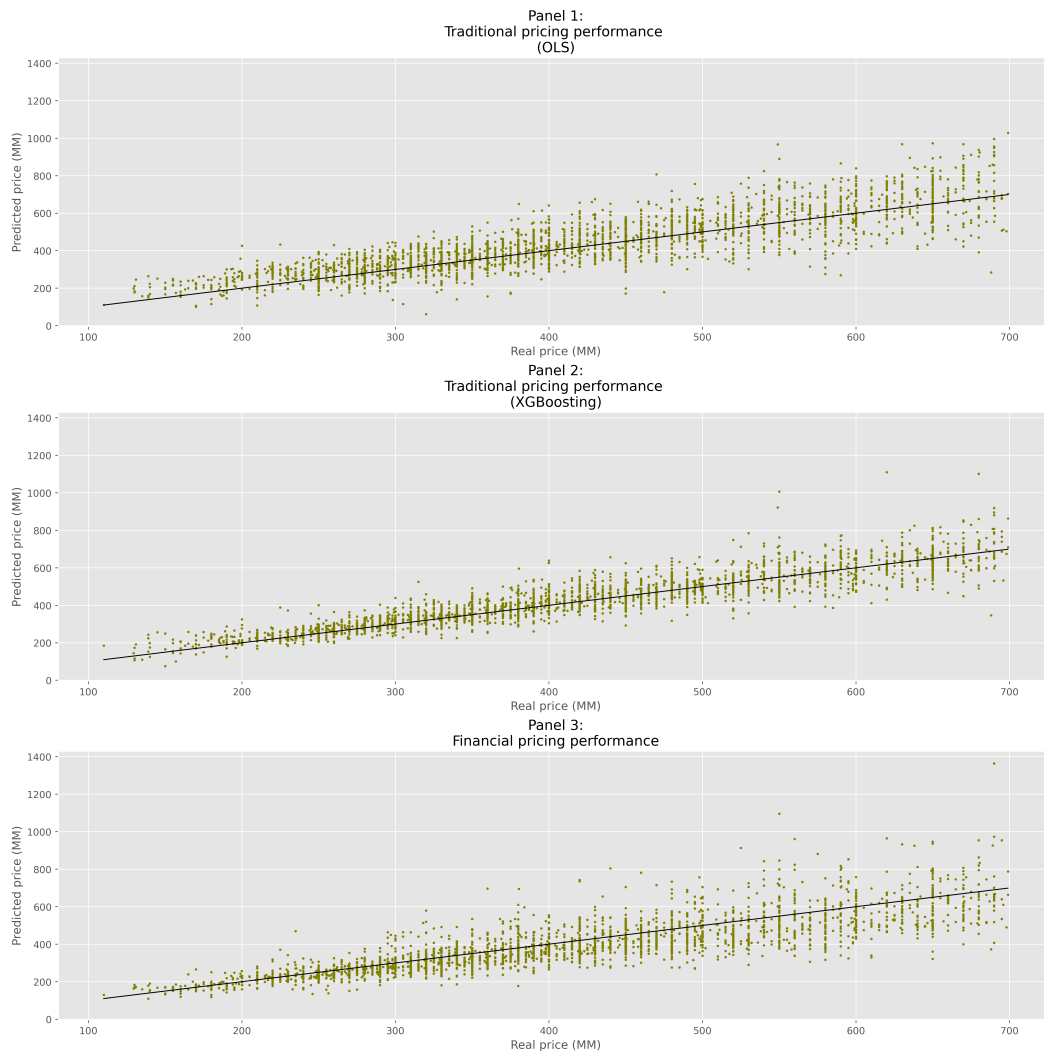 Panel 1:
Traditional pricing performance
(OLS)
1400
1200
1000
800
600
400
200
0
Predicted price (MM)
100 200 300 400 500 600 700
Real price (MM)
Panel 2:
Traditional pricing performance
(XGBoosting)
1400
1200
1000
800
600
400
200
0
Predicted price (MM)
100 200 300 400 500 600 700
Real price (MM)
Panel 3:
Financial pricing performance
1400
1200
1000
800
600
400
200
0
Predicted price (MM)
100 200 300 400 500 600 700
Real price (MM)